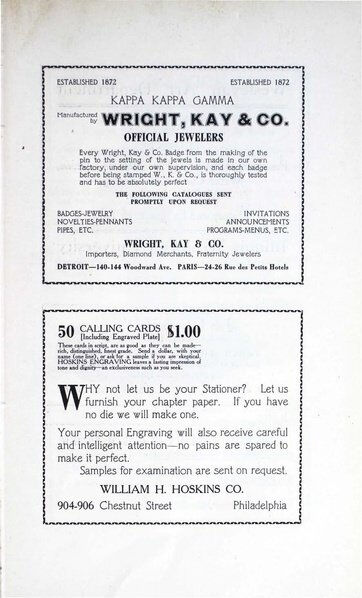 ESTABLISHED 1872 ESTABLISHED 1872
KAPPA KAPPA GAMMA
Manufactured by WRIGHT, KAY & CO.
OFFICIAL JEWELERS
Every Wright, Kay & Co. Badge from the making of the
pin to the setting of the jewels is made in our own
factory, under our own supervision, and each badge
before being stamped W., K. & Co., is thoroughly tested
and has to be absolutely perfect
THE FOLLOWING CATALOGUES SENT
PROMPTLY UPON REQUEST
BADGES-JEWELRY INVITATIONS
NOVELTIES-PENNANTS ANNOUNCEMENTS
PIPES, ETC. PROGRAMS-MENUS, ETC.
WRIGHT, KAY & CO.
Importers, Diamond Merchants, Fraternity Jewelers
DETROIT—140-144 Woodward Ave. PARIS—24-26 Rue des Petits Hotels
50 CALLING CARDS $1.00
[Including Engraved Plate]
These cards in script, are as good as they can be made—
rich, distinguished, finest grade. Send a dollar, with your
name (one line), or ask for a sample if you are skeptical.
HOSKINS ENGRAVING leaves a lasting impression of
tone and dignity—an exclusiveness such as you seek.
WHY not let us be your Stationer? Let us
furnish your chapter paper. If you have
no die we will make one.
Your personal Engraving will also receive careful
and intelligent attention—no pains are spared to
make it perfect.
Samples for examination are sent on request.
WILLIAM H. HOSKINS CO.
904-906 Chestnut Street Philadelphia